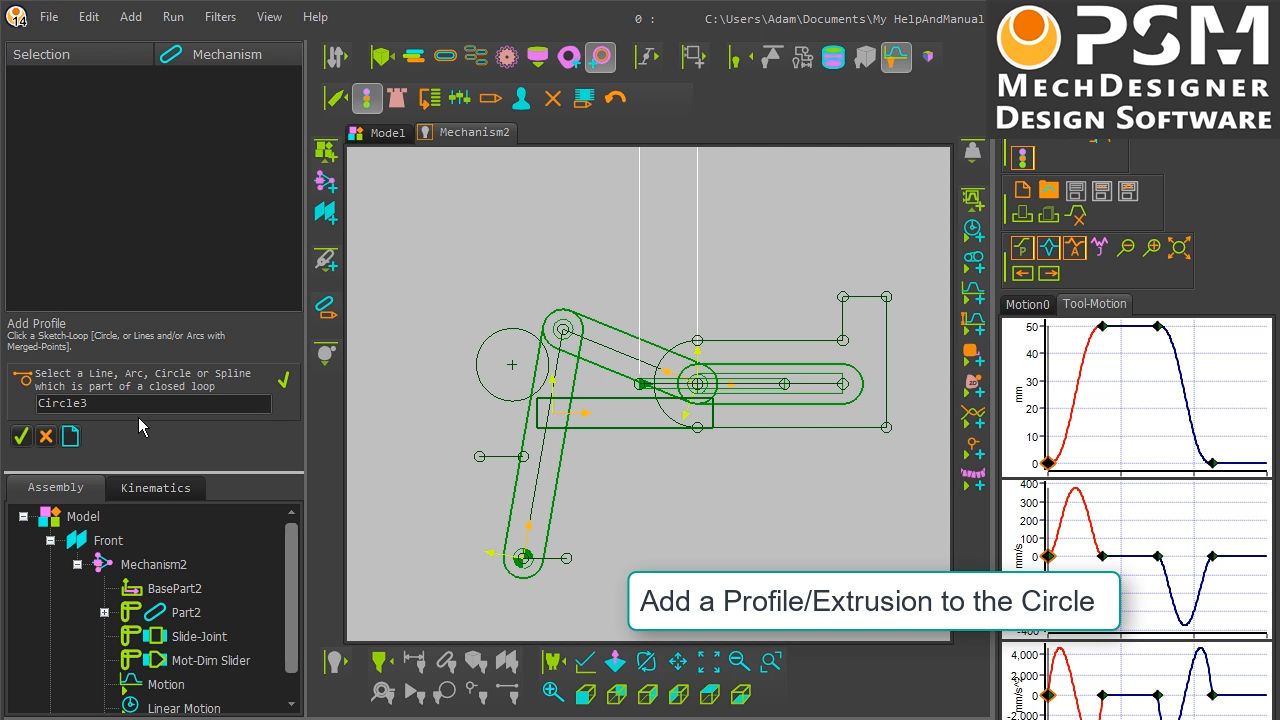 14
File Edit Add Run Filters View Help
0 : C:\Users\Adam\Documents\My HelpAndManual
PSM
MECHDESIGNER
DESIGN SOFTWARE
Selection Mechanism
Model Mechanism2
Add Profile
Click a Sketch-Loop [Circle, or Lines and/or Arcs with
Merged-Points].
Select a Line, Arc, Circle or Spline
which is part of a closed loop
Circle3
Assembly Kinematics
Model
Front
Mechanism2
BasePart2
Part2
Slide-Joint
Mot-Dim Slider
Motion
Linear Motion
Add a Profile/Extrusion to the Circle
Motion0 Tool-Motion
50
40
30
20
10
0
mm
400
300
200
100
0
mm/s
-400
4,000
2,000
0
-2,000